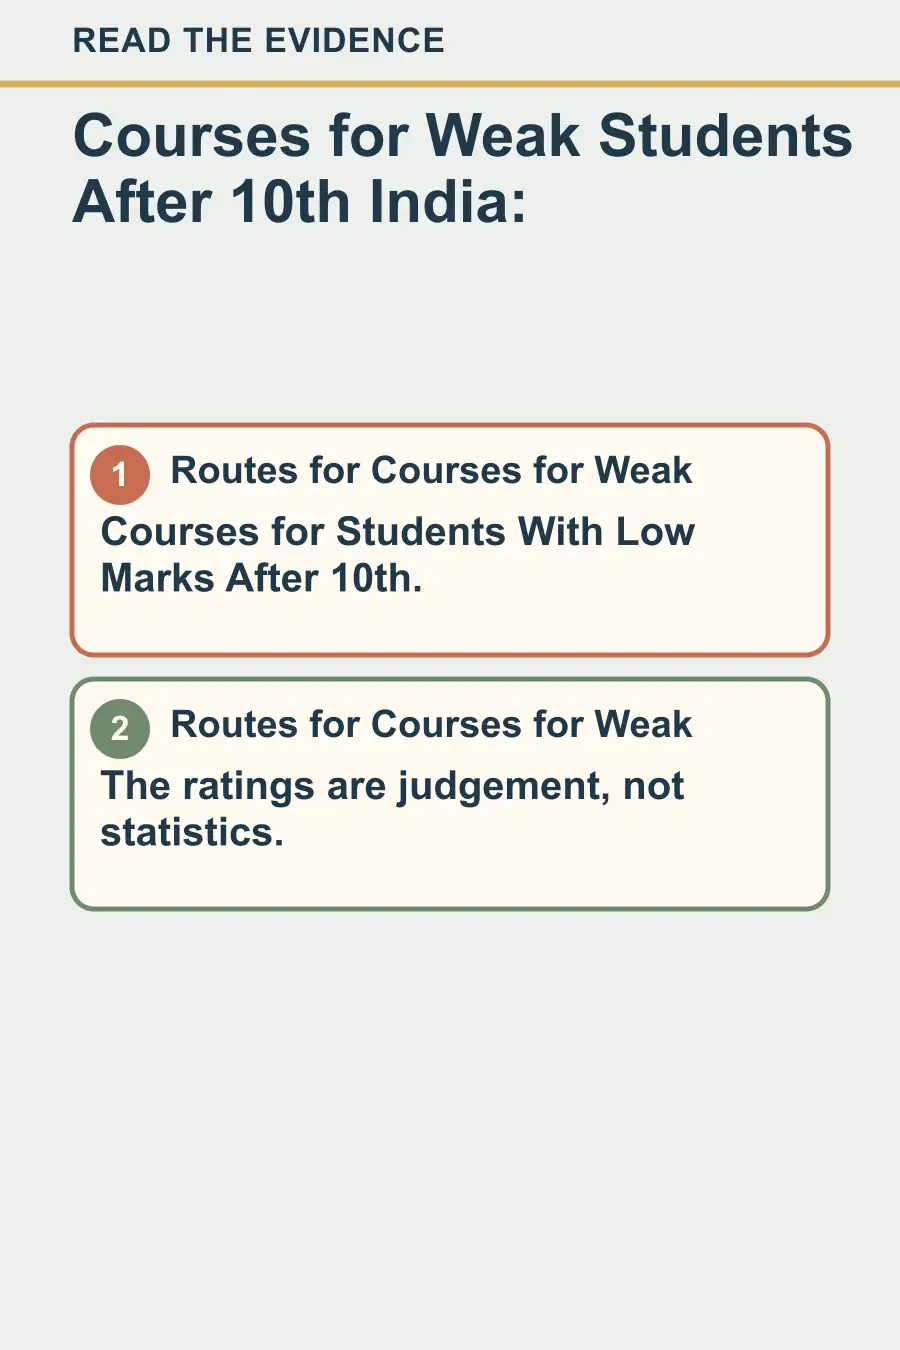 READ THE EVIDENCE
Courses for Weak Students
After 10th India:
1 Routes for Courses for Weak
Courses for Students With Low
Marks After 10th.
2 Routes for Courses for Weak
The ratings are judgement, not
statistics.